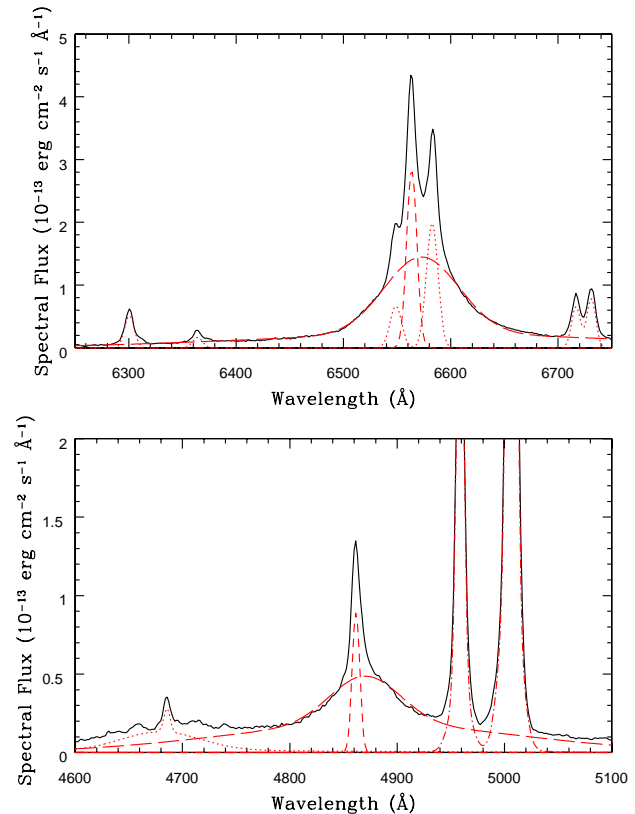 5
4
3
2
1
0
Spectral Flux (10⁻¹³ erg cm⁻² s⁻¹ Å⁻¹)
6300 6400 6500 6600 6700
Wavelength (Å)
2
1.5
1
0.5
0
Spectral Flux (10⁻¹³ erg cm⁻² s⁻¹ Å⁻¹)
4600 4700 4800 4900 5000 5100
Wavelength (Å)